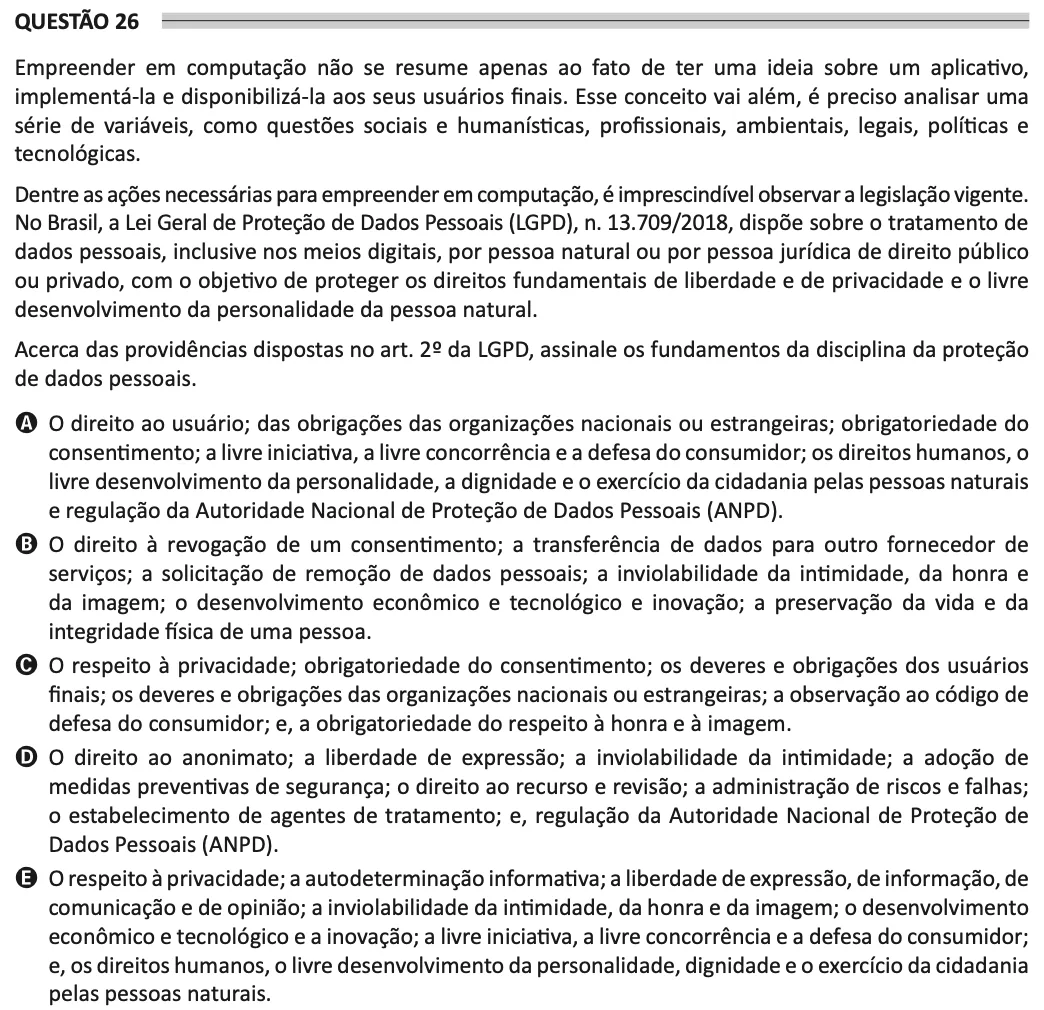 QUESTÃO 26
Empreender em computação não se resume apenas ao fato de ter uma ideia sobre um aplicativo,
implementá-la e disponibilizá-la aos seus usuários finais. Esse conceito vai além, é preciso analisar uma
série de variáveis, como questões sociais e humanísticas, profissionais, ambientais, legais, políticas e
tecnológicas.
Dentre as ações necessárias para empreender em computação, é imprescindível observar a legislação vigente.
No Brasil, a Lei Geral de Proteção de Dados Pessoais (LGPD), n. 13.709/2018, dispõe sobre o tratamento de
dados pessoais, inclusive nos meios digitais, por pessoa natural ou por pessoa jurídica de direito público
ou privado, com o objetivo de proteger os direitos fundamentais de liberdade e de privacidade e o livre
desenvolvimento da personalidade da pessoa natural.
Acerca das providências dispostas no art. 2º da LGPD, assinale os fundamentos da disciplina da proteção
de dados pessoais.
A O direito ao usuário; das obrigações das organizações nacionais ou estrangeiras; obrigatoriedade do
consentimento; a livre iniciativa, a livre concorrência e a defesa do consumidor; os direitos humanos, o
livre desenvolvimento da personalidade, a dignidade e o exercício da cidadania pelas pessoas naturais
e regulação da Autoridade Nacional de Proteção de Dados Pessoais (ANPD).
B O direito à revogação de um consentimento; a transferência de dados para outro fornecedor de
serviços; a solicitação de remoção de dados pessoais; a inviolabilidade da intimidade, da honra e
da imagem; o desenvolvimento econômico e tecnológico e inovação; a preservação da vida e da
integridade física de uma pessoa.
C O respeito à privacidade; obrigatoriedade do consentimento; os deveres e obrigações dos usuários
finais; os deveres e obrigações das organizações nacionais ou estrangeiras; a observação ao código de
defesa do consumidor; e, a obrigatoriedade do respeito à honra e à imagem.
D O direito ao anonimato; a liberdade de expressão; a inviolabilidade da intimidade; a adoção de
medidas preventivas de segurança; o direito ao recurso e revisão; a administração de riscos e falhas;
o estabelecimento de agentes de tratamento; e, regulação da Autoridade Nacional de Proteção de
Dados Pessoais (ANPD).
E O respeito à privacidade; a autodeterminação informativa; a liberdade de expressão, de informação, de
comunicação e de opinião; a inviolabilidade da intimidade, da honra e da imagem; o desenvolvimento
econômico e tecnológico e a inovação; a livre iniciativa, a livre concorrência e a defesa do consumidor;
e, os direitos humanos, o livre desenvolvimento da personalidade, dignidade e o exercício da cidadania
pelas pessoas naturais.